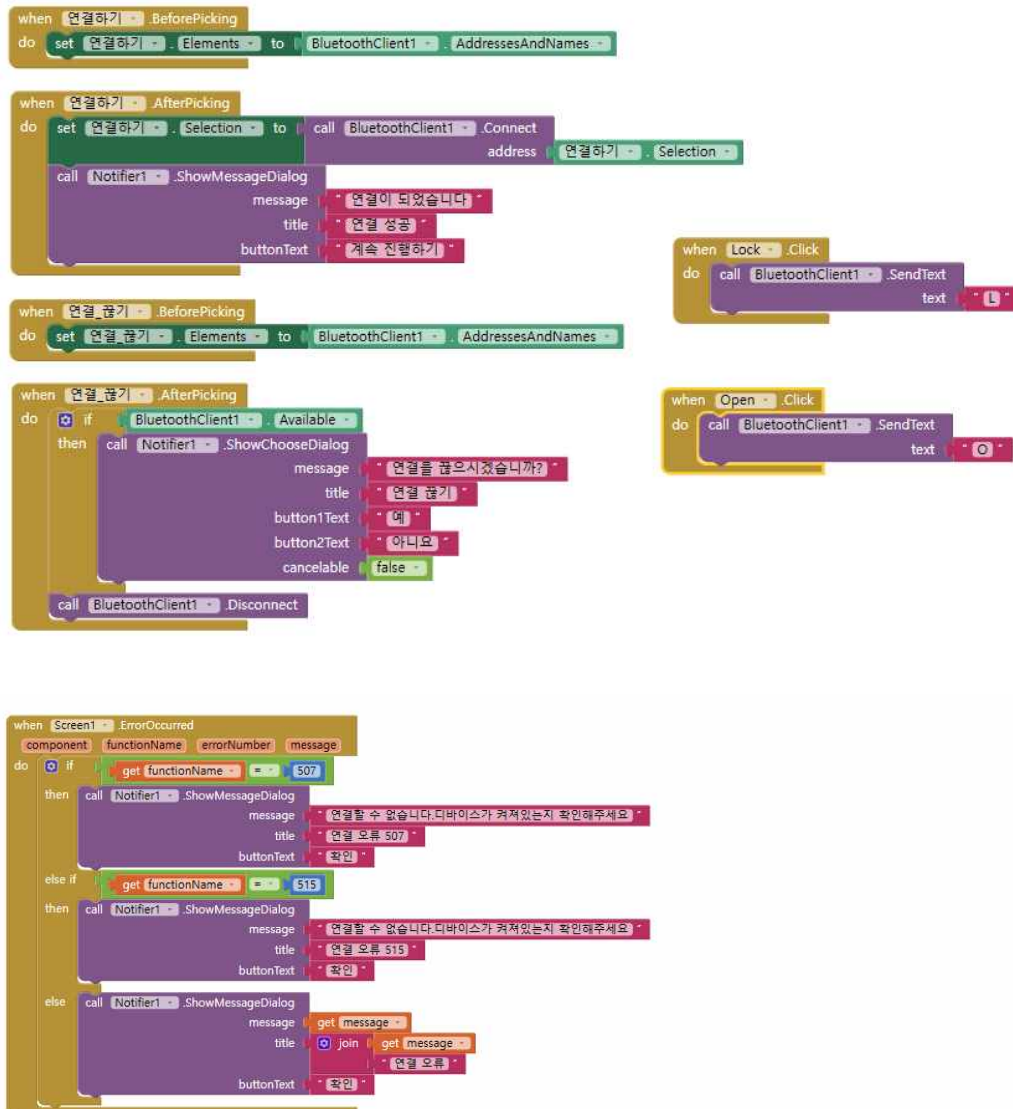 when 연결하기 .BeforePicking
do set 연결하기 . Elements to BluetoothClient1 . AddressesAndNames
when 연결하기 .AfterPicking
do set 연결하기 . Selection to call BluetoothClient1 .Connect
address 연결하기 . Selection
call Notifier1 .ShowMessageDialog
message " 연결이 되었습니다 "
title " 연결 성공 "
buttonText " 계속 진행하기 "
when 연결_끊기 .BeforePicking
do set 연결_끊기 . Elements to BluetoothClient1 . AddressesAndNames
when 연결_끊기 .AfterPicking
do if BluetoothClient1 . Available
then call Notifier1 .ShowChooseDialog
message " 연결을 끊으시겠습니까? "
title " 연결 끊기 "
button1Text " 예 "
button2Text " 아니요 "
cancelable false
call BluetoothClient1 .Disconnect
when Lock .Click
do call BluetoothClient1 .SendText
text " L "
when Open .Click
do call BluetoothClient1 .SendText
text " O "
when Screen1 .ErrorOccurred
component functionName errorNumber message
do if get functionName = 507
then call Notifier1 .ShowMessageDialog
message " 연결할 수 없습니다.디바이스가 켜져있는지 확인해주세요 "
title " 연결 오류 507 "
buttonText " 확인 "
else if get functionName = 515
then call Notifier1 .ShowMessageDialog
message " 연결할 수 없습니다.디바이스가 켜져있는지 확인해주세요 "
title " 연결 오류 515 "
buttonText " 확인 "
else call Notifier1 .ShowMessageDialog
message get message
title join get message
" 연결 오류 "
buttonText " 확인 "